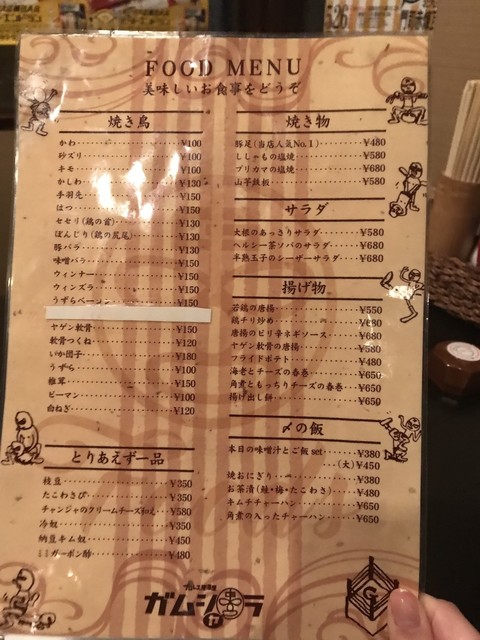 FOOD MENU
美味しいお食事をどうぞ
焼き鳥
かわ ¥100
砂ズリ ¥100
キモ ¥100
かしわ ¥130
手羽先 ¥150
はつ ¥150
セセリ(鶏の首) ¥130
ぼんじり(鶏の尻尾) ¥130
豚バラ ¥130
味噌バラ ¥150
ウィンナー ¥150
ウィンズラ ¥150
うずらベーコン ¥150
ヤゲン軟骨 ¥150
軟骨つくね ¥120
いか団子 ¥180
うずら ¥100
椎茸 ¥150
ピーマン ¥100
白ねぎ ¥120
とりあえず一品
枝豆 ¥350
たこわさび ¥350
チャンジャのクリームチーズ和え ¥580
冷奴 ¥350
納豆キム奴 ¥450
ガーポン酢 ¥480
焼き物
豚足(当店人気No.1) ¥480
ししゃもの塩焼 ¥580
ブリカマの塩焼 ¥680
山芋鉄板 ¥580
サラダ
大根のあっさりサラダ ¥580
ヘルシー茶ソバのサラダ ¥680
半熟玉子のシーザーサラダ ¥680
揚げ物
若鶏の唐揚 ¥550
鶏チリ炒め ¥680
唐揚のピリ辛ネギソース ¥680
ヤゲン軟骨の唐揚 ¥580
フライドポテト ¥480
海老とチーズの春巻 ¥650
角煮ともっちりチーズの春巻 ¥650
揚げ出し餅 ¥650
〆の飯
本日の味噌汁とご飯 set ¥380
(大)¥450
焼おにぎり ¥380
お茶漬(鮭・梅・たこわさ) ¥480
キムチチャーハン ¥650
角煮の入ったチャーハン ¥650
プロレス居酒屋
ガムシャラ
G